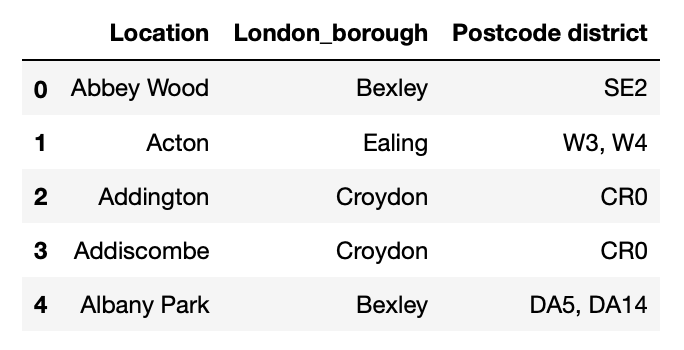 Location London_borough Postcode district
0 Abbey Wood Bexley SE2
1 Acton Ealing W3, W4
2 Addington Croydon CR0
3 Addiscombe Croydon CR0
4 Albany Park Bexley DA5, DA14